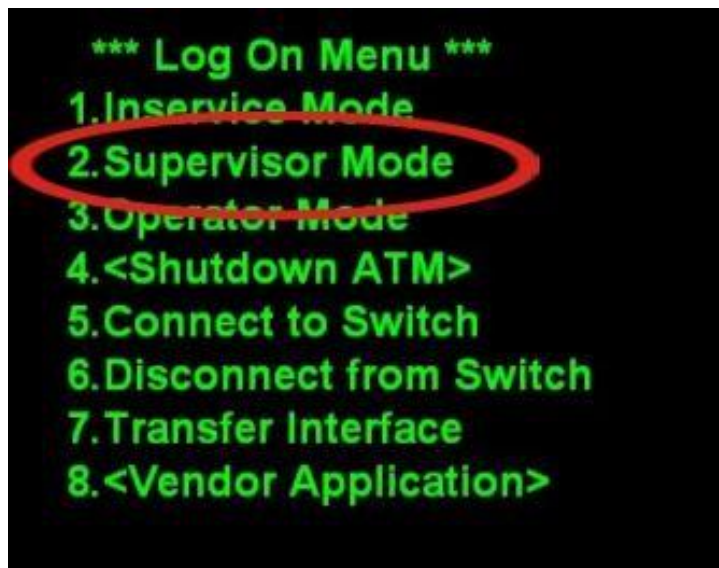 *** Log On Menu ***
1.Inservice Mode
2.Supervisor Mode
3.Operator Mode
4.<Shutdown ATM>
5.Connect to Switch
6.Disconnect from Switch
7.Transfer Interface
8.<Vendor Application>